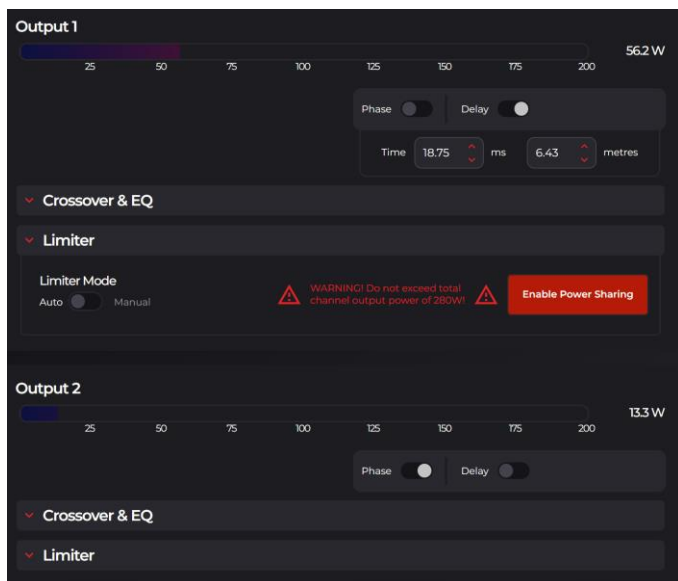 Output 1
56.2 W
25 50 75 100 125 150 175 200
Phase Delay
Time 18.75 ms 6.43 metres
Crossover & EQ
Limiter
Limiter Mode
Auto Manual
WARNING! Do not exceed total
channel output power of 280W!
Enable Power Sharing
Output 2
13.3 W
25 50 75 100 125 150 175 200
Phase Delay
Crossover & EQ
Limiter